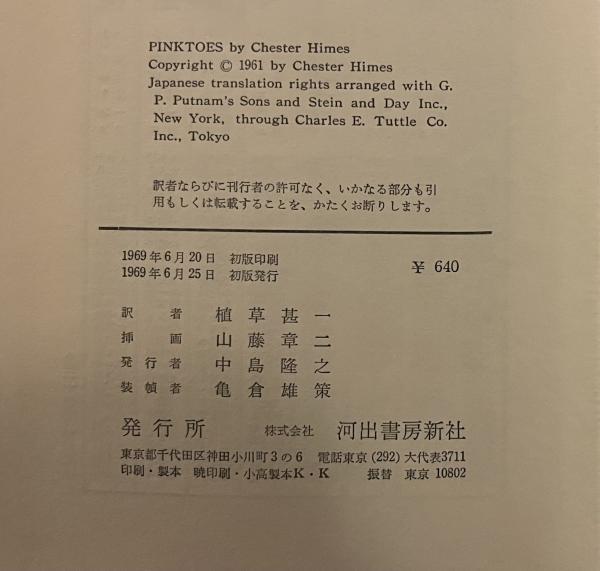 PINKTOES by Chester Himes
Copyright © 1961 by Chester Himes
Japanese translation rights arranged with G.
P. Putnam's Sons and Stein and Day Inc.,
New York, through Charles E. Tuttle Co.
Inc., Tokyo
訳者ならびに刊行者の許可なく、いかなる部分も引
用もしくは転載することを、かたくお断りします。
1969年6月20日 初版印刷
1969年6月25日 初版発行
¥ 640
訳者 植草甚一
挿画 山藤章二
発行者 中島隆之
装幀者 亀倉雄策
発行所 株式会社 河出書房新社
東京都千代田区神田小川町3の6 電話東京(292)大代表3711
印刷・製本 暁印刷・小高製本K・K 振替 東京 10802